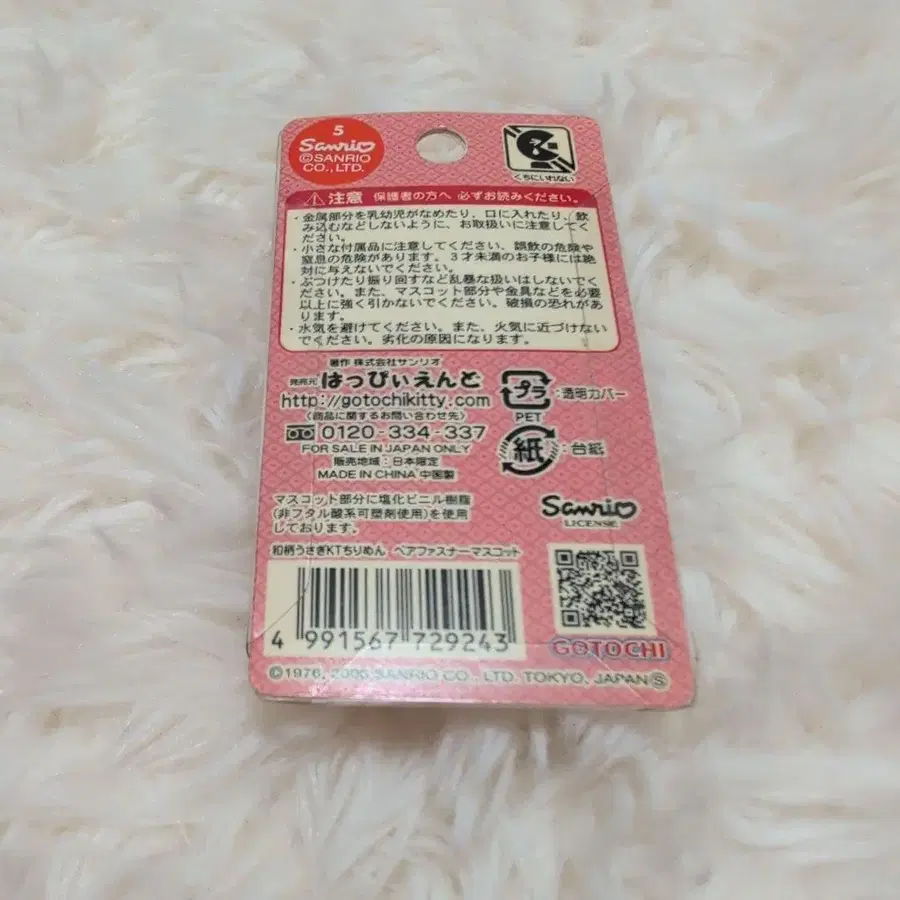 5
Sanrio
©SANRIO
CO., LTD.
くちにいれない
注意 保護者の方へ 必ずお読みください。
・金属部分を乳幼児がなめたり、口に入れたり、飲
み込むなどしないように、お取扱いに注意してく
ださい。
・小さな付属品に注意してください、誤飲の危険や
窒息の危険があります。3才未満のお子様には絶
対に与えないでください。
・ぶつけたり振り回すなど乱暴な扱いはしないでく
ださい。また、マスコット部分や金具などを必要
以上に強く引かないでください。破損の恐れがあ
ります。
・水気を避けてください。また、火気に近づけない
でください。劣化の原因になります。
著作 株式会社サンリオ
発売元 はっぴぃえんど
http://gotochikitty.com
〈商品に関するお問い合わせ先〉
0120-334-337
FOR SALE IN JAPAN ONLY
販売地域：日本限定
MADE IN CHINA 中国製
プラ :透明カバー
PET
紙 :台紙
マスコット部分に塩化ビニル樹脂
(非フタル酸系可塑剤使用)を使用
しております。
Sanrio
LICENSE
和柄うさぎKTちりめん ペアファスナーマスコット
4 991567 729243
GOTOCHI
©1976, 2005 SANRIO CO., LTD. TOKYO, JAPAN Ⓢ